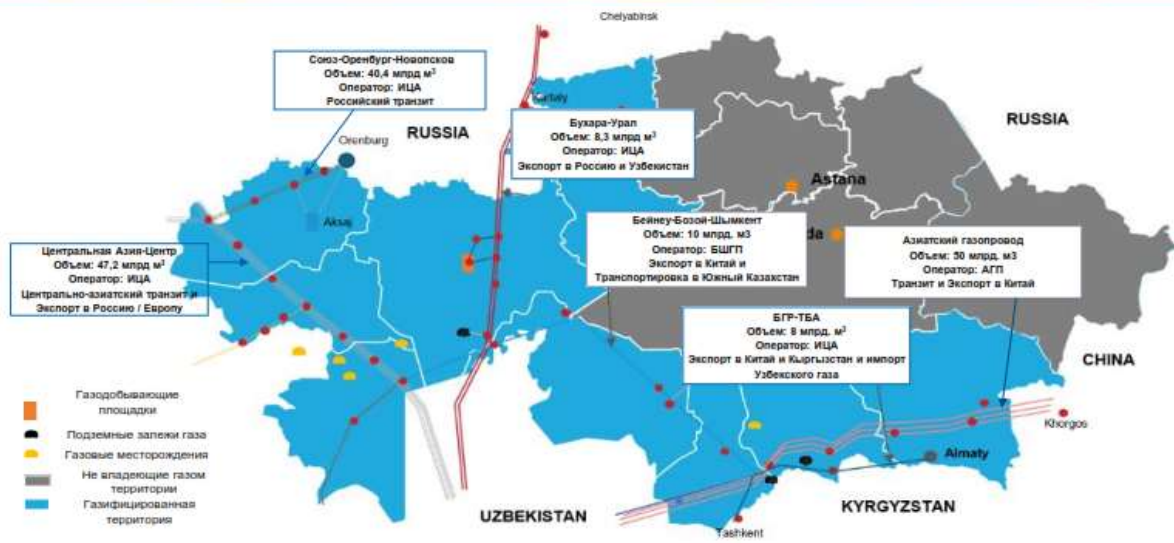 Chelyabinsk
Союз-Оренбург-Новопсков
Объем: 40,4 млрд м³
Оператор: ИЦА
Российский транзит
RUSSIA
Orenburg
Бухара-Урал
Объем: 8,3 млрд м³
Оператор: ИЦА
Экспорт в Россию и Узбекистан
RUSSIA
Astana
Aksaj
Центральная Азия-Центр
Объем: 47,2 млрд м³
Оператор: ИЦА
Центрально-азиатский транзит и
Экспорт в Россию / Европу
Бейнеу-Бозой-Шымкент
Объем: 10 млрд. м3
Оператор: БШГП
Экспорт в Китай и
Транспортировка в Южный Казахстан
Азиатский газопровод
Объем: 50 млрд. м3
Оператор: АГП
Транзит и Экспорт в Китай
БГР-ТБА
Объем: 8 млрд. м³
Оператор: ИЦА
Экспорт в Китай и Кыргызстан и импорт
Узбекского газа
CHINA
Газодобывающие
площадки
Подземные залежи газа
Газовые месторождения
Не владеющие газом
территории
Газифицированная
территория
Khorgos
Almaty
UZBEKISTAN
KYRGYZSTAN
Tashkent